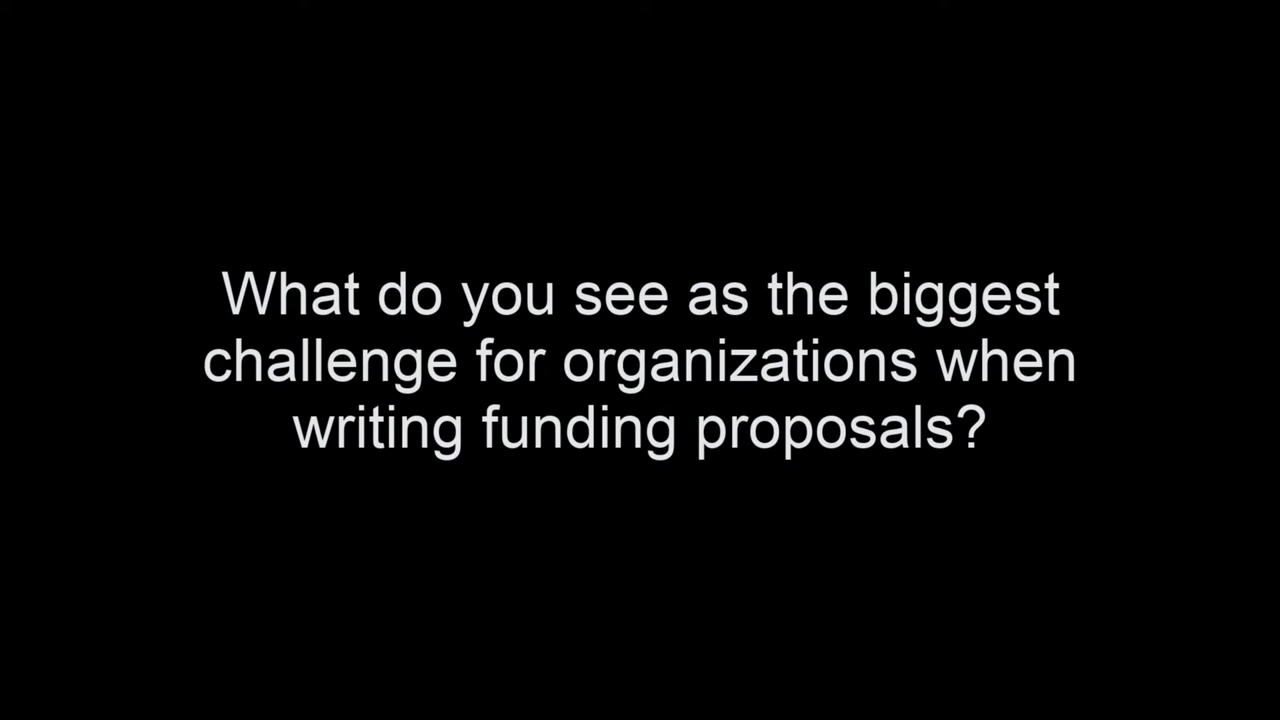 What do you see as the biggest
challenge for organizations when
writing funding proposals?